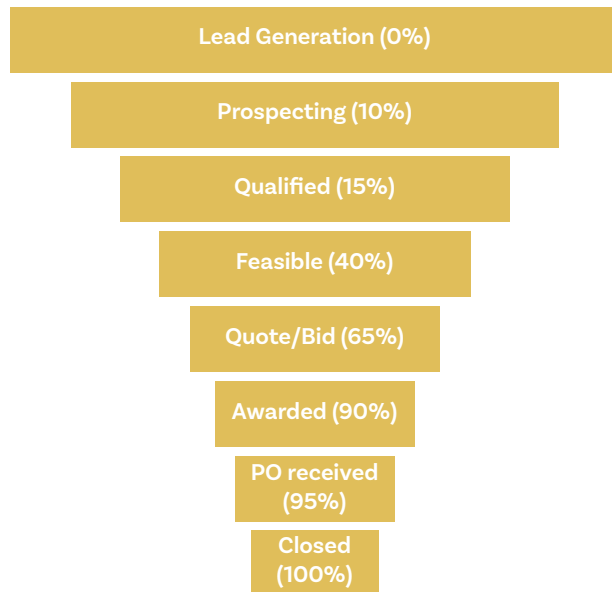 Lead Generation (0%)
Prospecting (10%)
Qualified (15%)
Feasible (40%)
Quote/Bid (65%)
Awarded (90%)
PO received
(95%)
Closed
(100%)